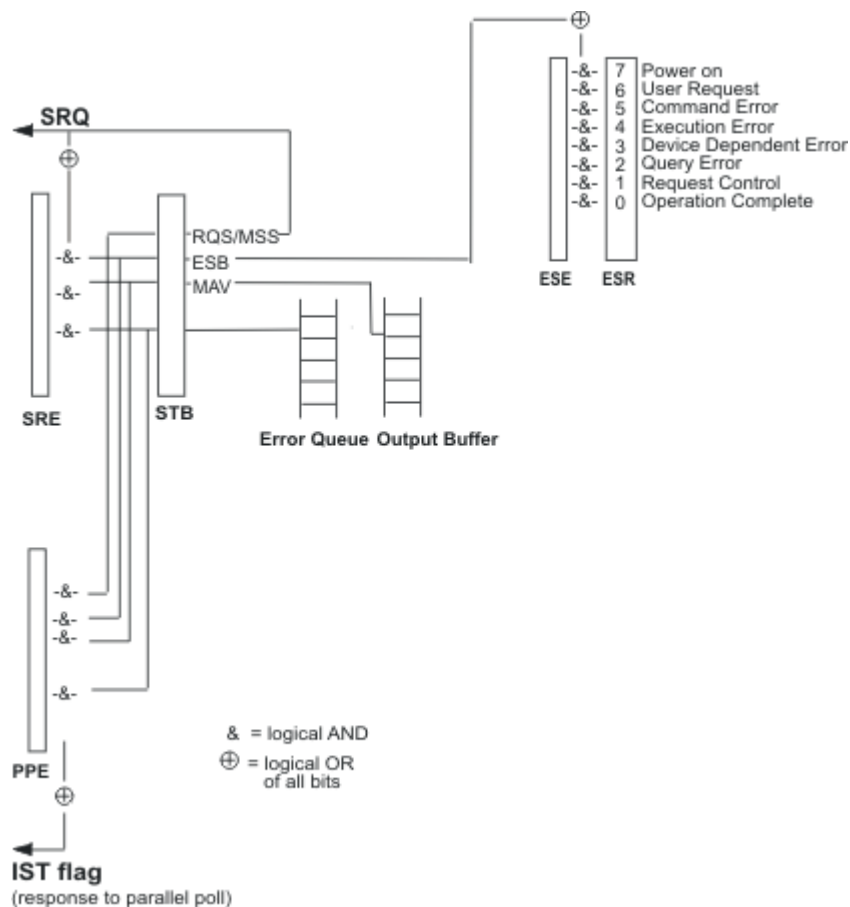 -&- 7 Power on
-&- 6 User Request
-&- 5 Command Error
-&- 4 Execution Error
-&- 3 Device Dependent Error
-&- 2 Query Error
-&- 1 Request Control
-&- 0 Operation Complete
ESE ESR
SRQ
RQS/MSS
-&- ESB
-&- MAV
-&-
SRE STB
Error Queue Output Buffer
-&-
-&-
-&-
-&-
PPE
& = logical AND
⊕ = logical OR
of all bits
IST flag
(response to parallel poll)